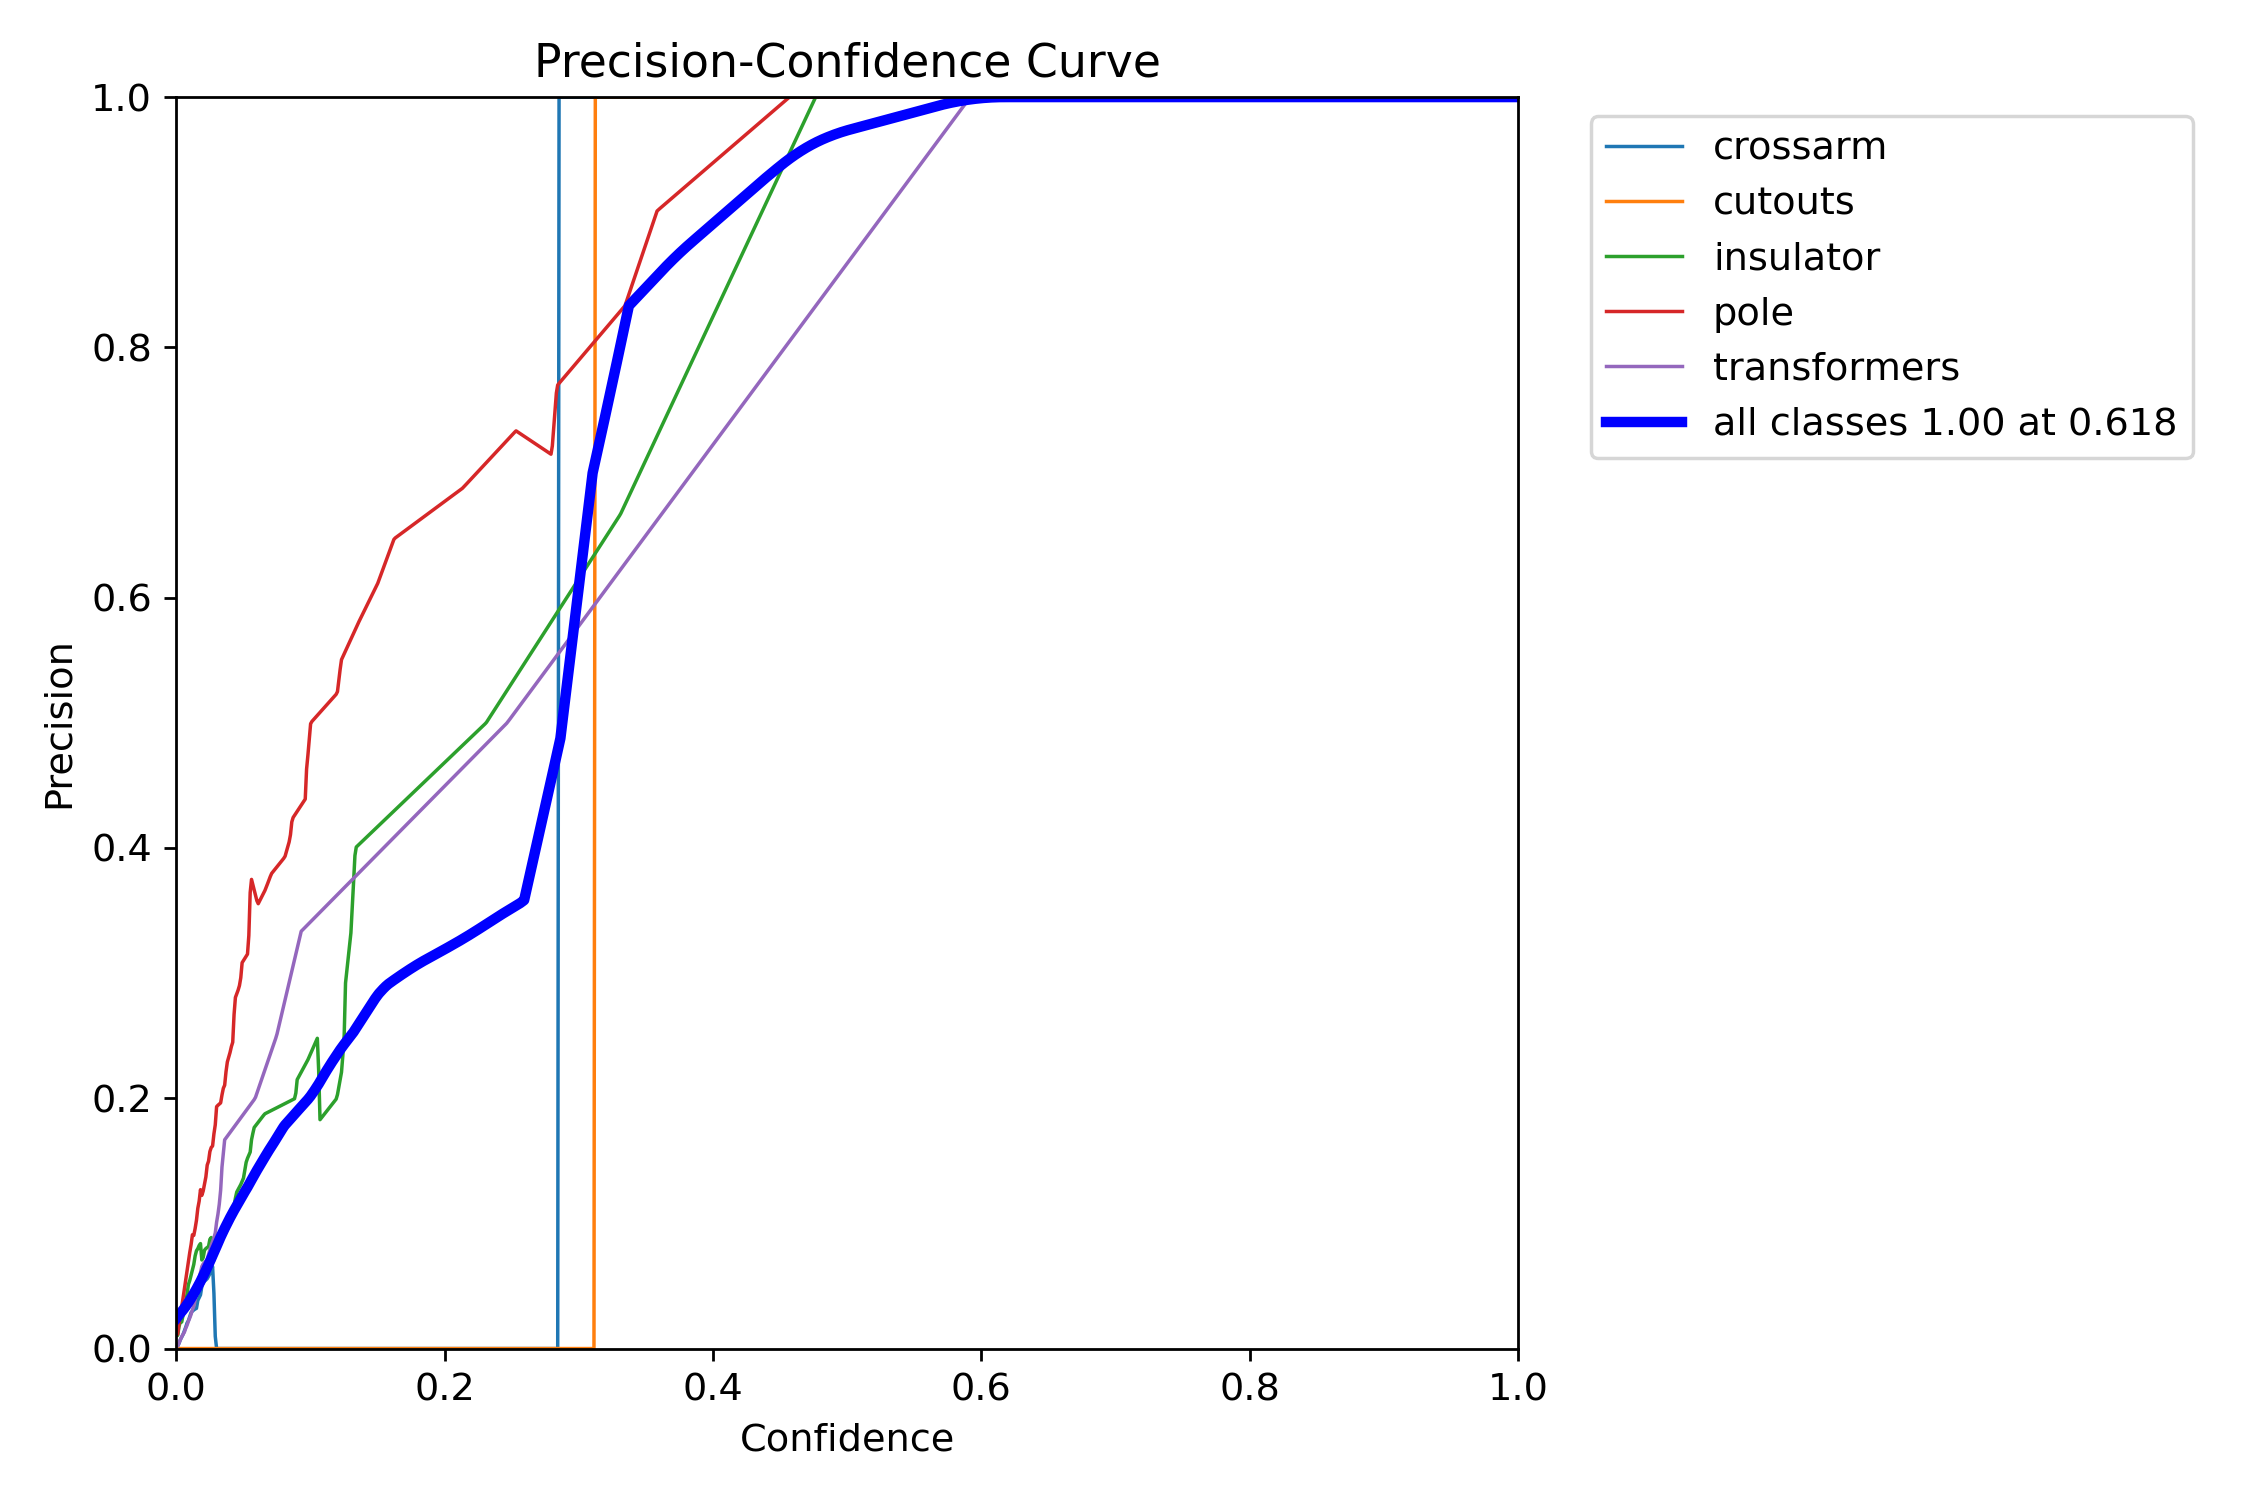 Precision-Confidence Curve
1.0
0.8
0.6
0.4
0.2
0.0
Precision
0.0 0.2 0.4 0.6 0.8 1.0
Confidence
crossarm
cutouts
insulator
pole
transformers
all classes 1.00 at 0.618